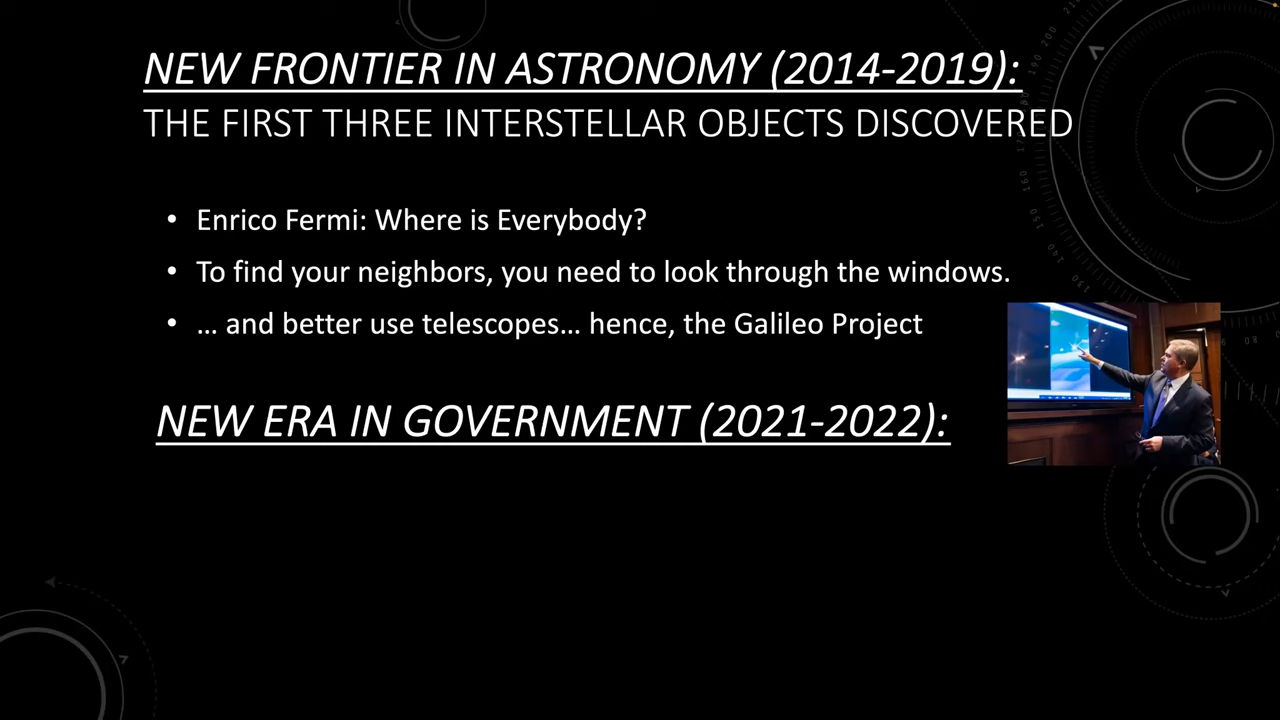 NEW FRONTIER IN ASTRONOMY (2014-2019):
THE FIRST THREE INTERSTELLAR OBJECTS DISCOVERED
• Enrico Fermi: Where is Everybody?
• To find your neighbors, you need to look through the windows.
• … and better use telescopes… hence, the Galileo Project
NEW ERA IN GOVERNMENT (2021-2022):